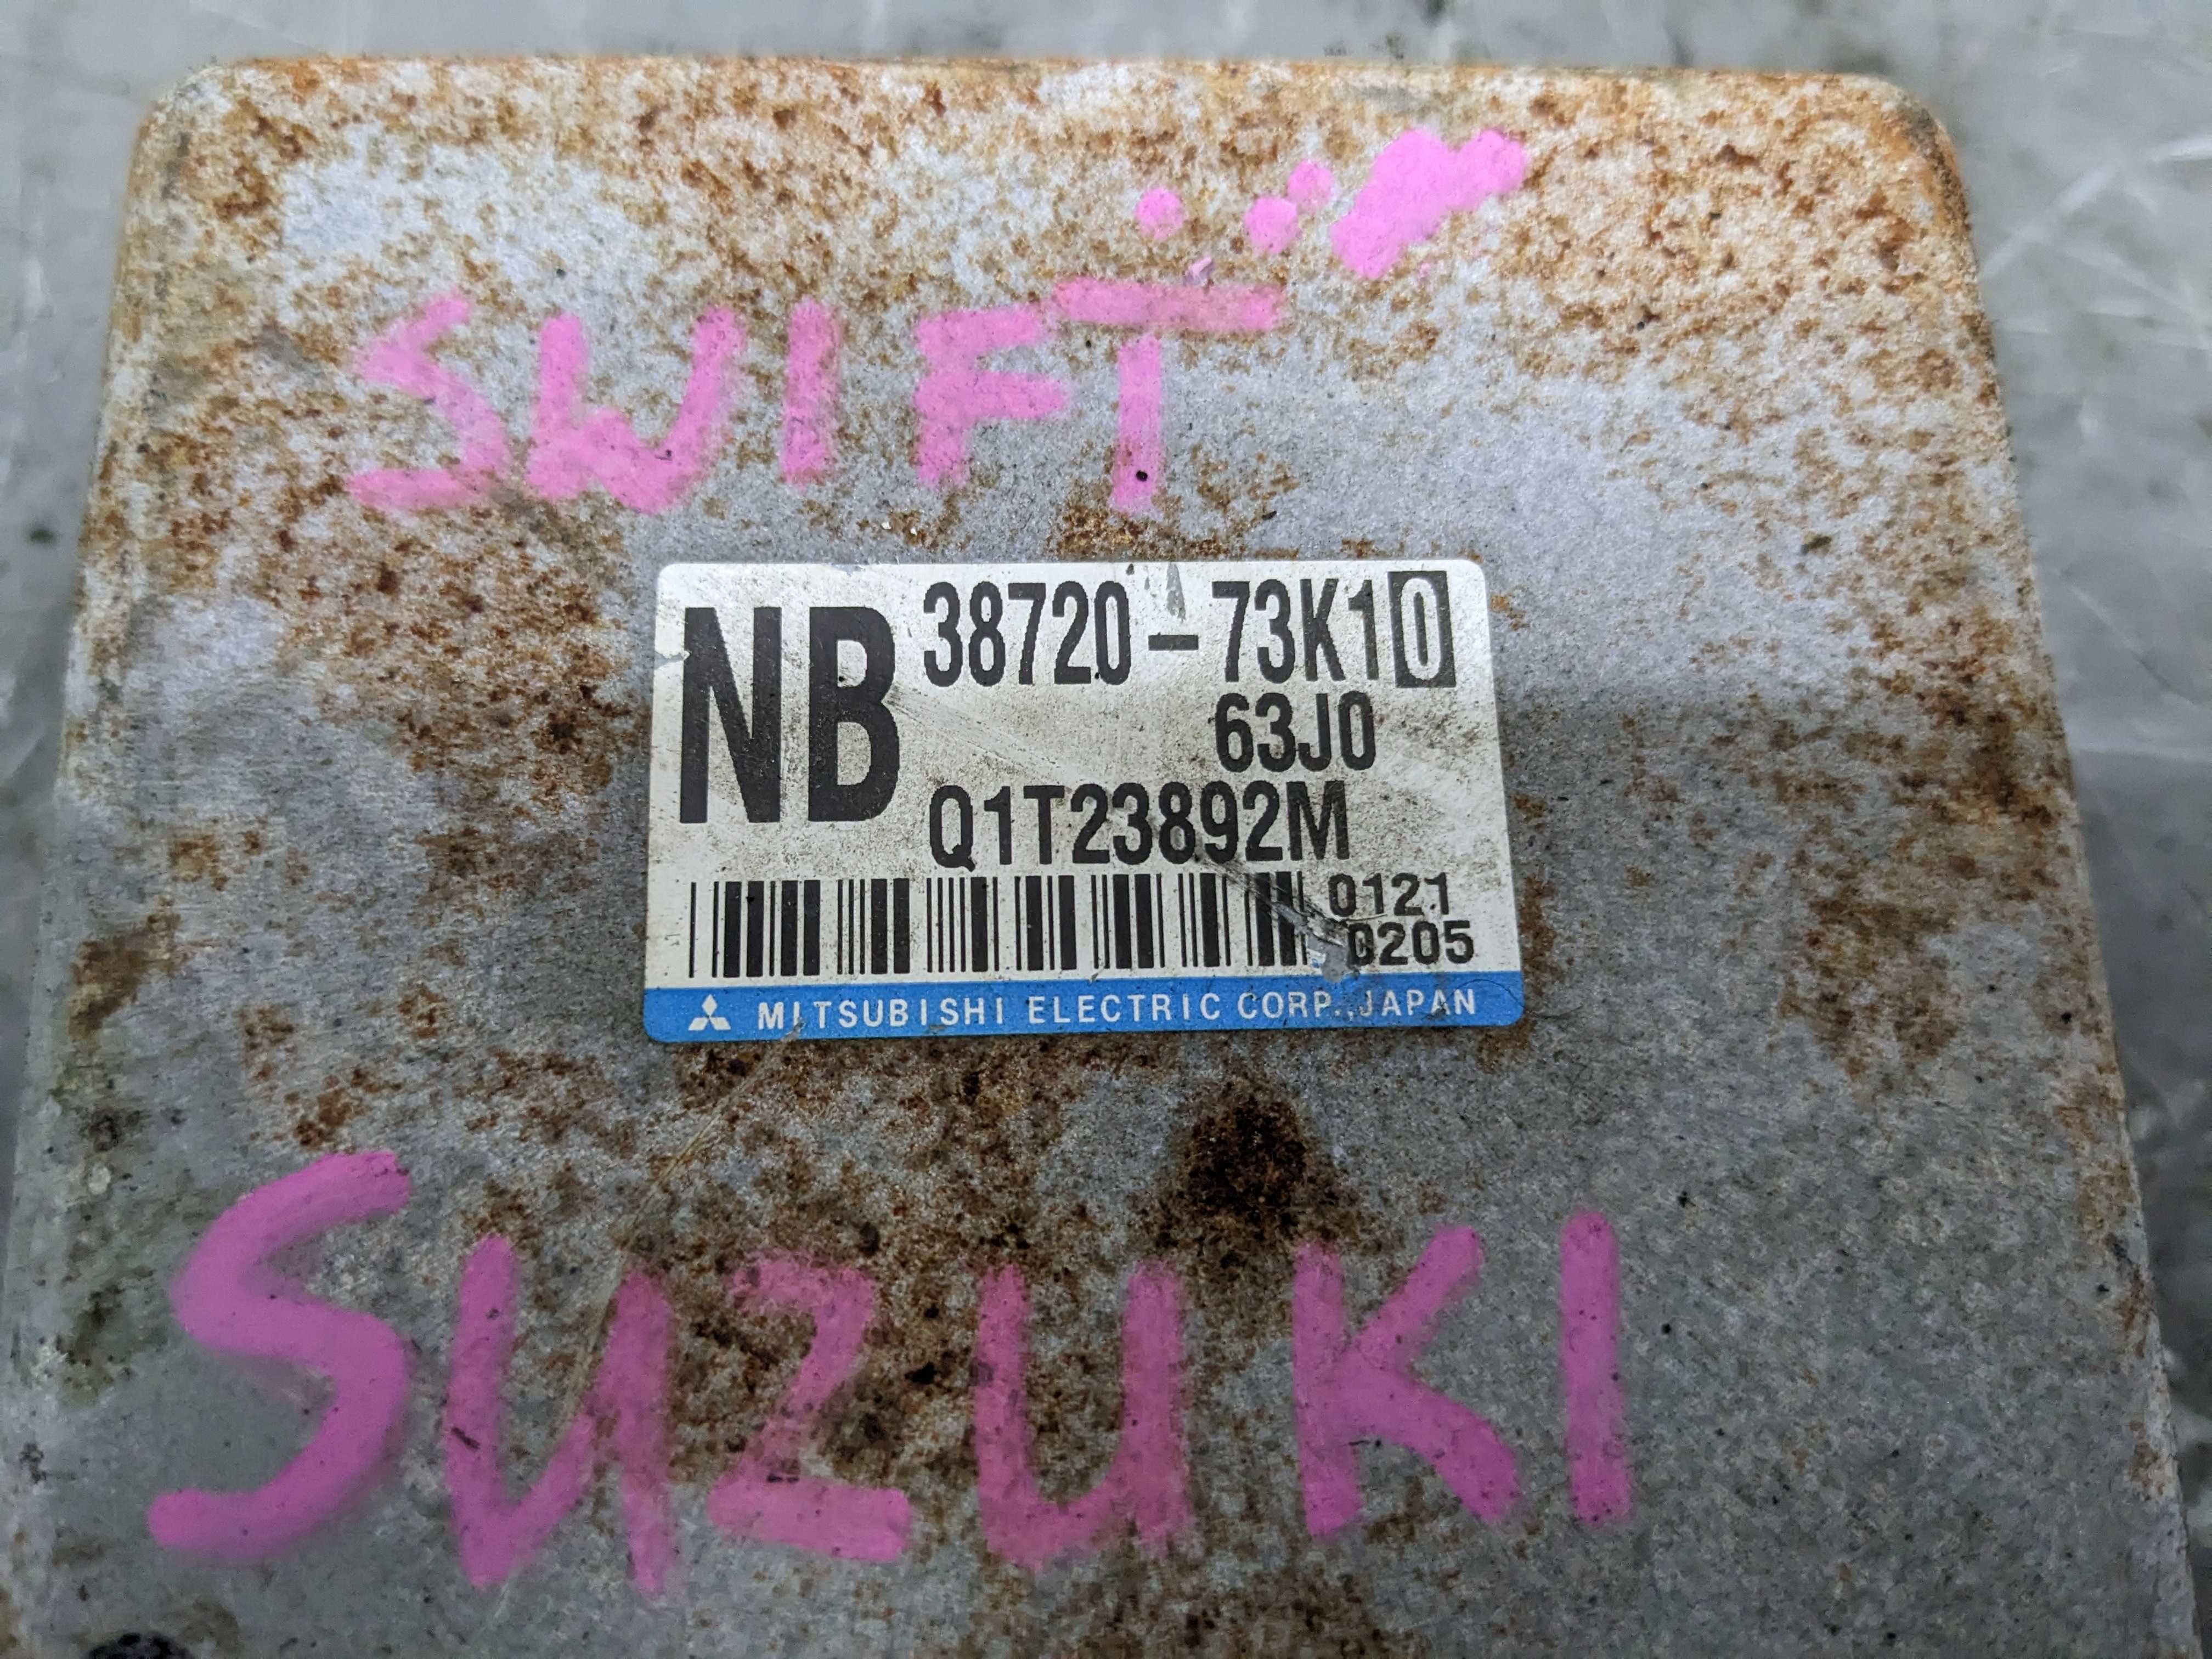 SWIFT
NB
38720-73K10
63J0
Q1T23892M
0121
0205
MITSUBISHI ELECTRIC CORP.,JAPAN
SUZUKI